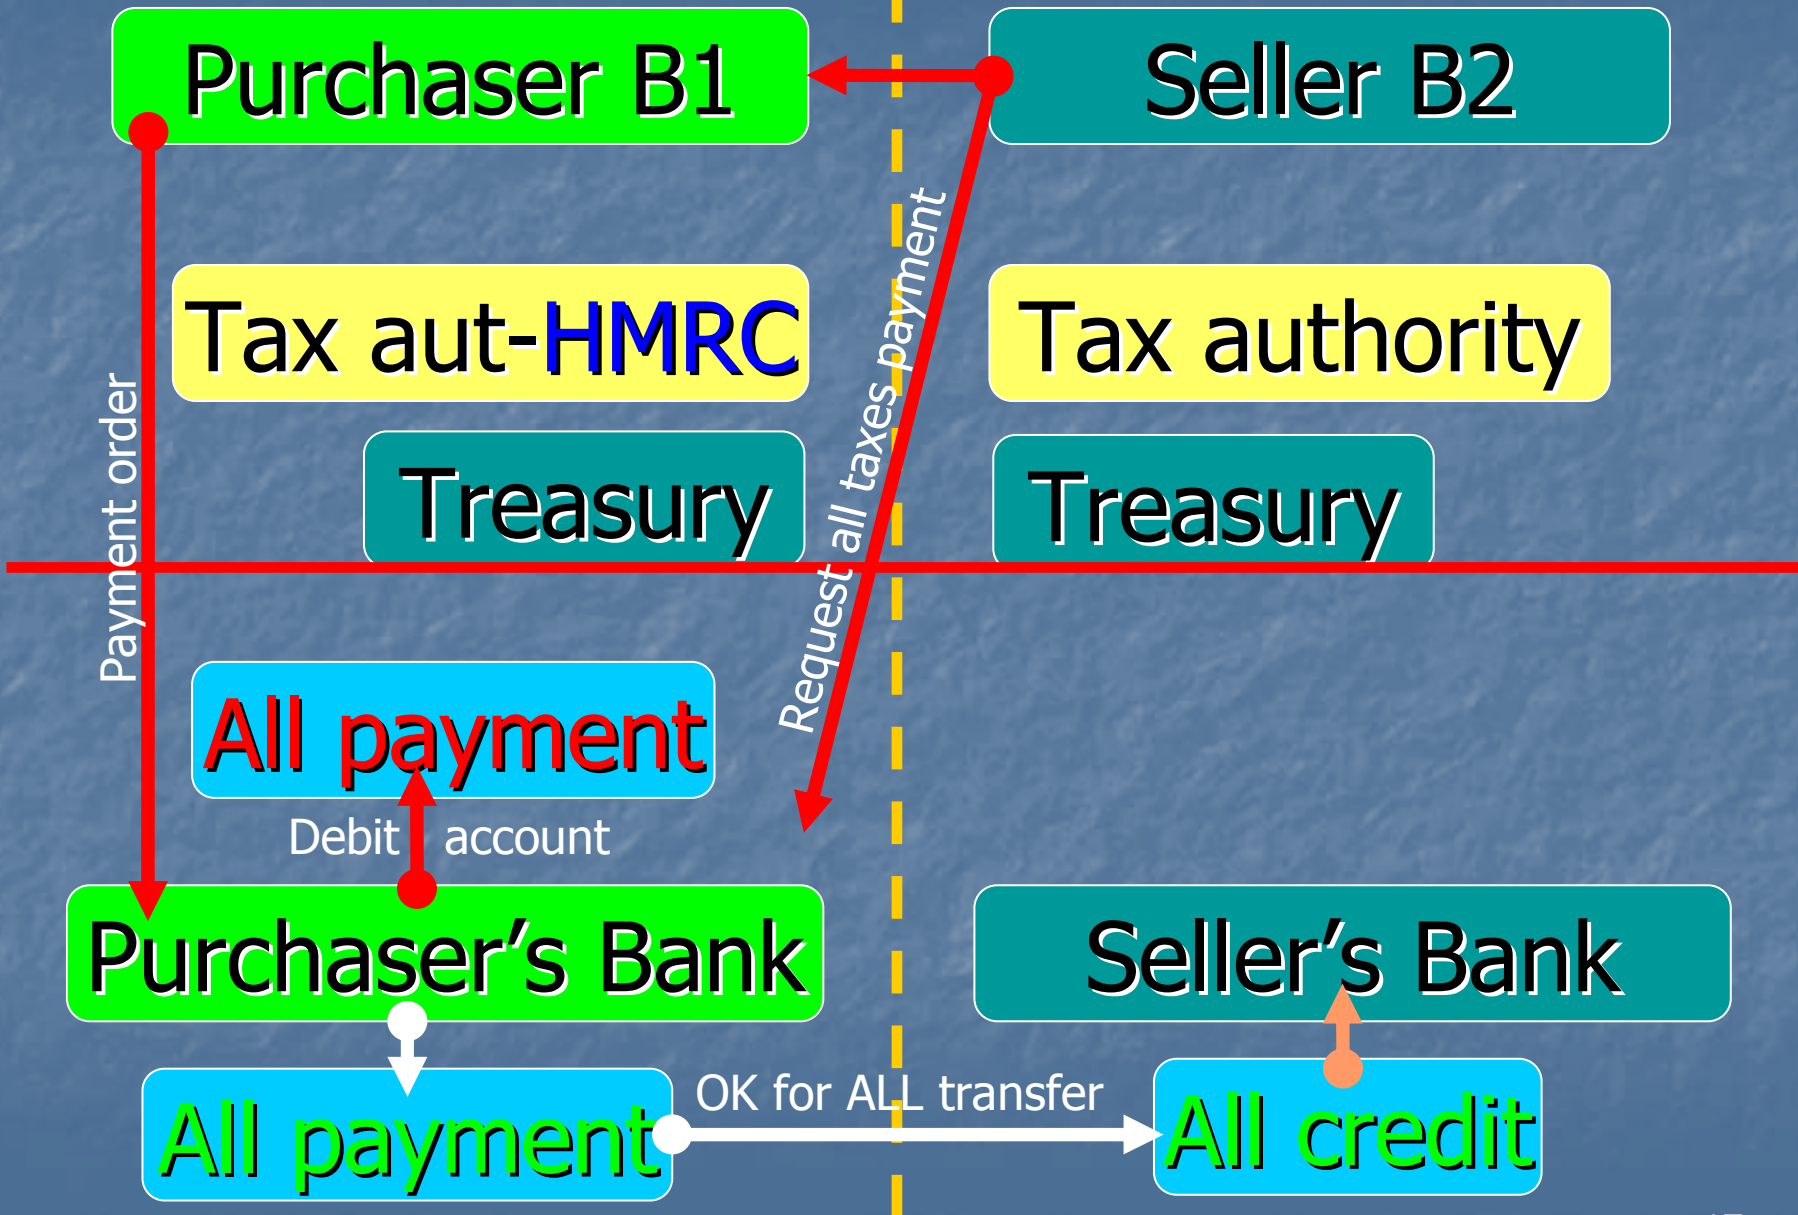 Purchaser B1
Seller B2
Tax aut-HMRC
Tax authority
Treasury
Treasury
Payment order
Request all taxes payment
All payment
Debit account
Purchaser’s Bank
Seller’s Bank
All payment
OK for ALL transfer
All credit